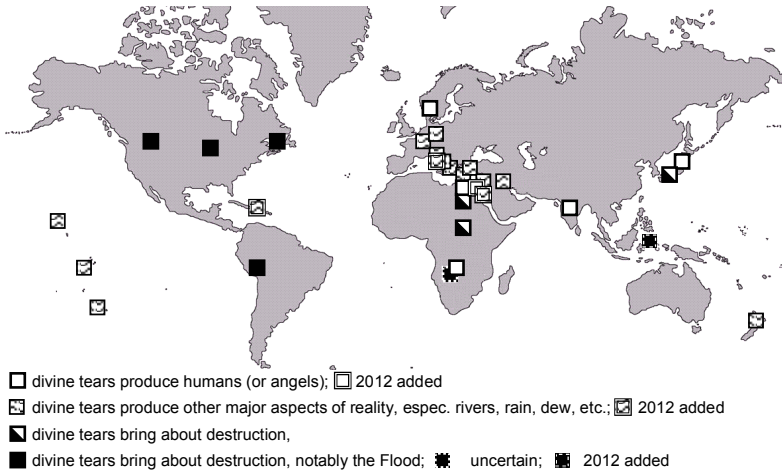 divine tears produce humans (or angels); 2012 added
divine tears produce other major aspects of reality, espec. rivers, rain, dew, etc.; 2012 added
divine tears bring about destruction,
divine tears bring about destruction, notably the Flood; uncertain; 2012 added